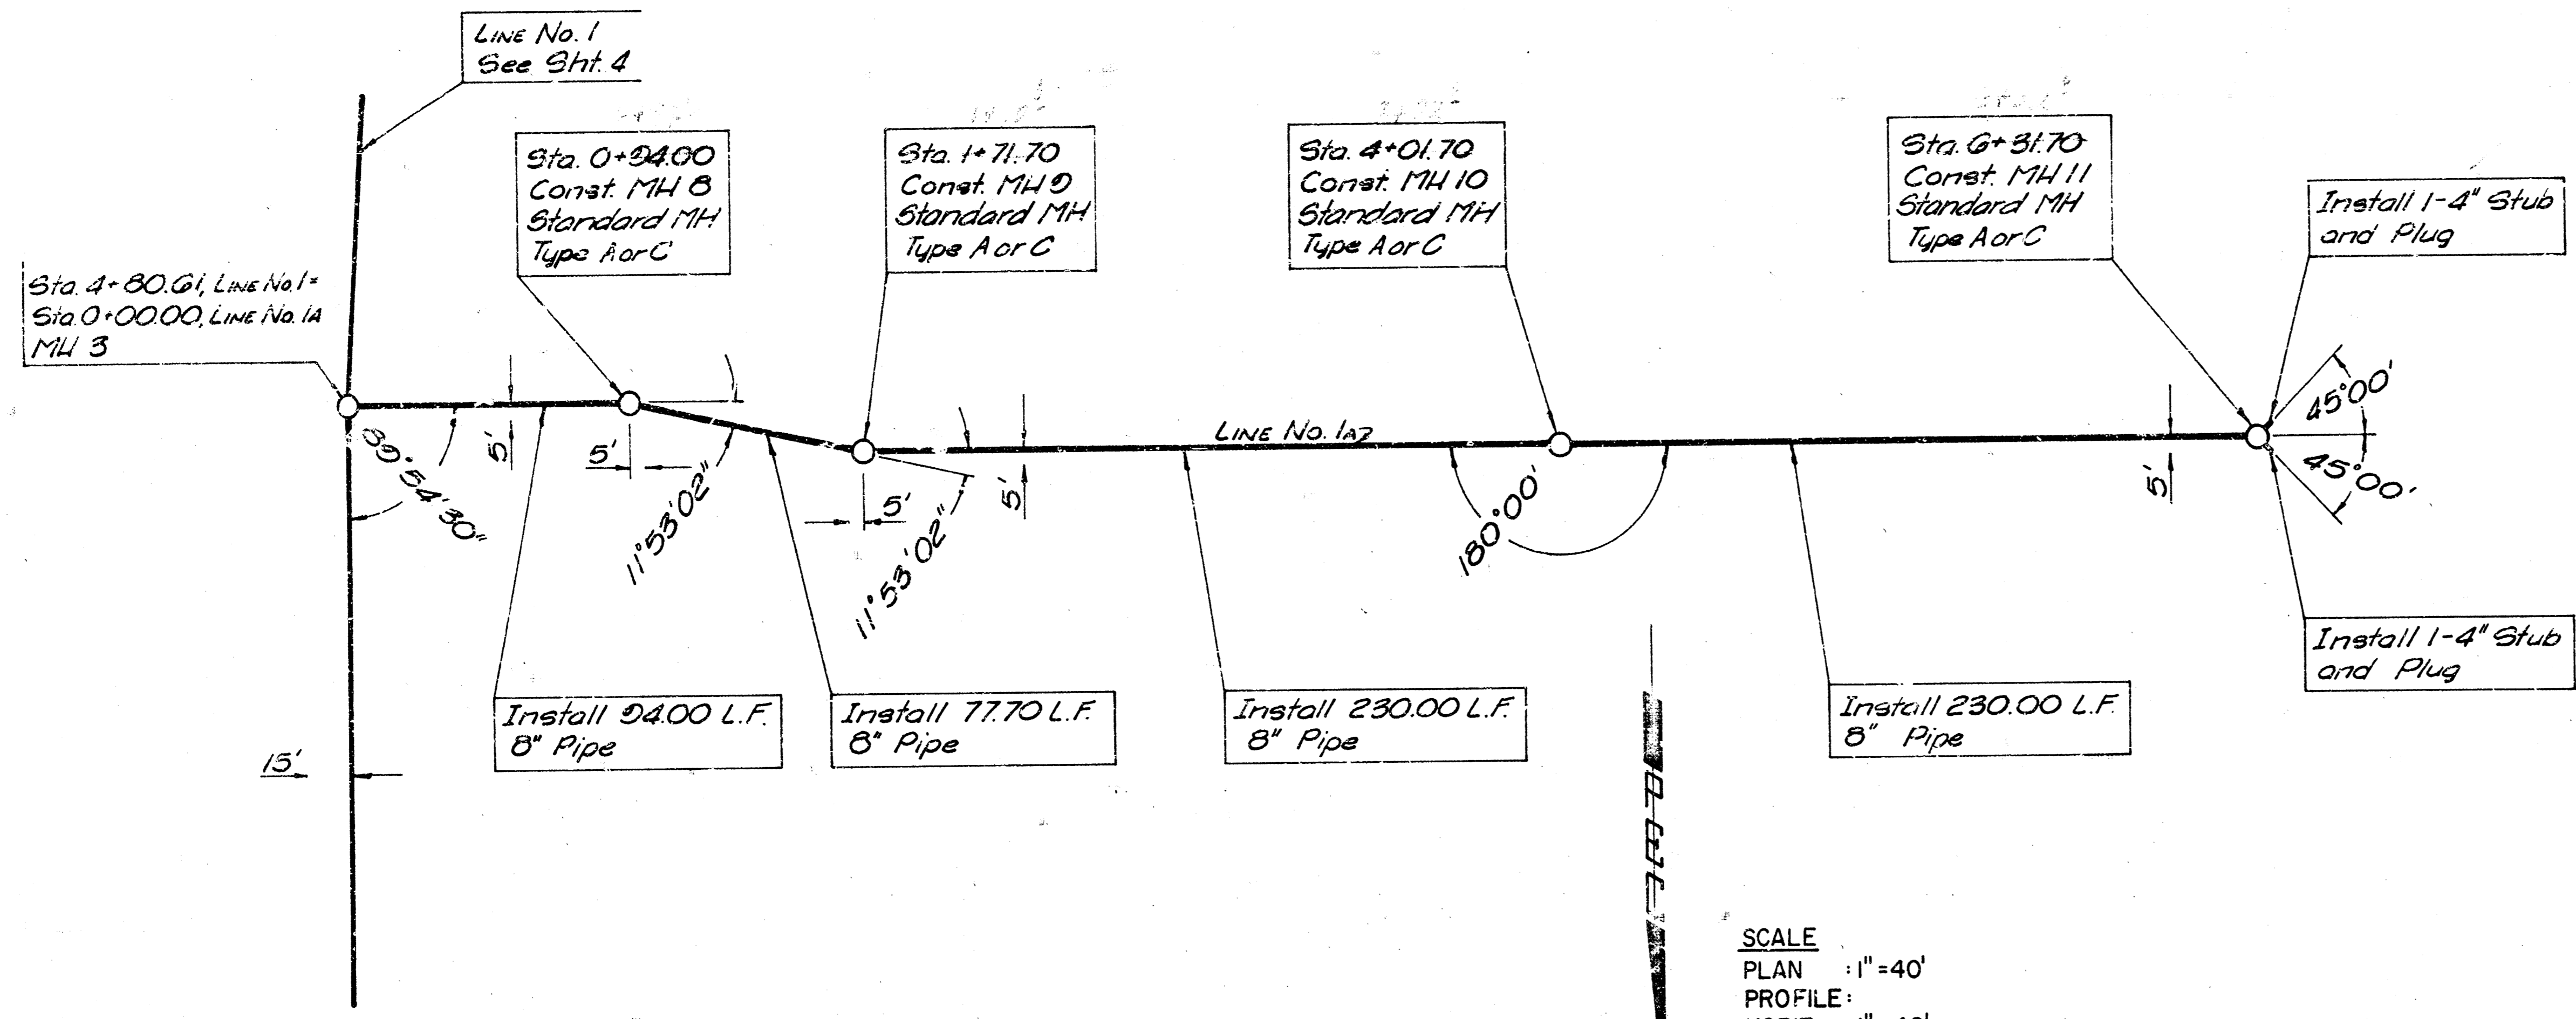 LINE No. 1
See Sht. 4
Sta. 0+94.00
Const. MH 8
Standard MH
Type A or C
Sta. 1+71.70
Const. MH 9
Standard MH
Type A or C
Sta. 4+01.70
Const. MH 10
Standard MH
Type A or C
Sta. 6+31.70
Const. MH 11
Standard MH
Type A or C
Install 1-4" Stub
and Plug
Sta. 4+80.61, LINE No. 1=
Sta. 0+00.00, LINE No. 1A
MH 3
89°54'30"
5'
5'
11°53'02"
5'
11°53'02"
5'
LINE No. 1A
180°00'
5'
45°00'
45°00'
Install 94.00 L.F.
8" Pipe
Install 77.70 L.F.
8" Pipe
Install 230.00 L.F.
8" Pipe
Install 230.00 L.F.
8" Pipe
Install 1-4" Stub
and Plug
15'
SCALE
PLAN : 1"=40'
PROFILE: